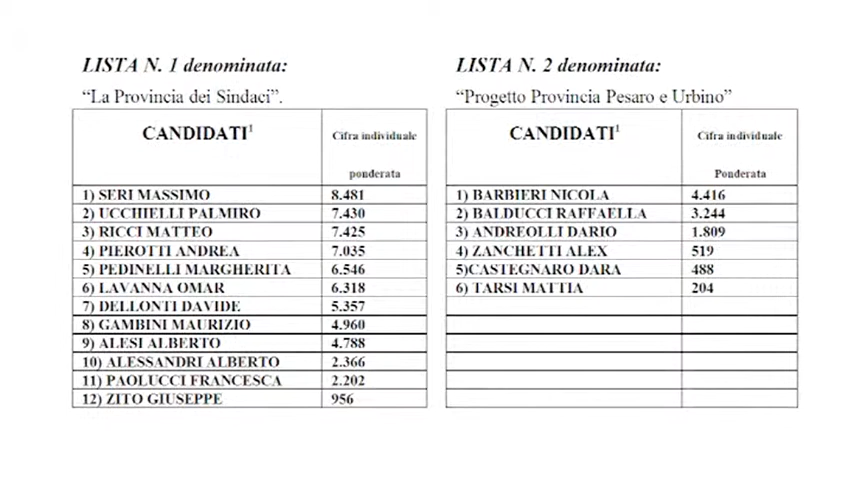 LISTA N. 1 denominata:
“La Provincia dei Sindaci”.
CANDIDATI¹ Cifra individuale ponderata
1) SERI MASSIMO 8.481
2) UCCHIELLI PALMIRO 7.430
3) RICCI MATTEO 7.425
4) PIEROTTI ANDREA 7.035
5) PEDINELLI MARGHERITA 6.546
6) LAVANNA OMAR 6.318
7) DELLONTI DAVIDE 5.357
8) GAMBINI MAURIZIO 4.960
9) ALESI ALBERTO 4.788
10) ALESSANDRI ALBERTO 2.366
11) PAOLUCCI FRANCESCA 2.202
12) ZITO GIUSEPPE 956
LISTA N. 2 denominata:
“Progetto Provincia Pesaro e Urbino”
CANDIDATI¹ Cifra individuale Ponderata
1) BARBIERI NICOLA 4.416
2) BALDUCCI RAFFAELLA 3.244
3) ANDREOLLI DARIO 1.809
4) ZANCHETTI ALEX 519
5)CASTEGNARO DARA 488
6) TARSI MATTIA 204